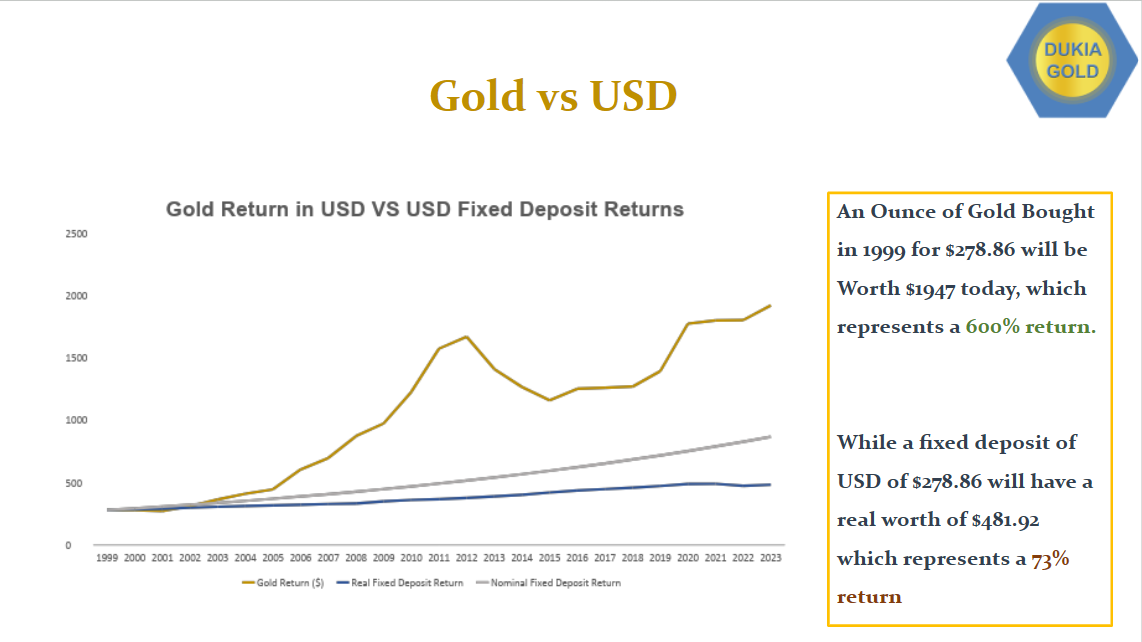 DUKIA
GOLD
Gold vs USD
Gold Return in USD VS USD Fixed Deposit Returns
2500
2000
1500
1000
500
0
1999 2000 2001 2002 2003 2004 2005 2006 2007 2008 2009 2010 2011 2012 2013 2014 2015 2016 2017 2018 2019 2020 2021 2022 2023
Gold Return ($) Real Fixed Deposit Return Nominal Fixed Deposit Return
An Ounce of Gold Bought
in 1999 for $278.86 will be
Worth $1947 today, which
represents a 600% return.
While a fixed deposit of
USD of $278.86 will have a
real worth of $481.92
which represents a 73%
return